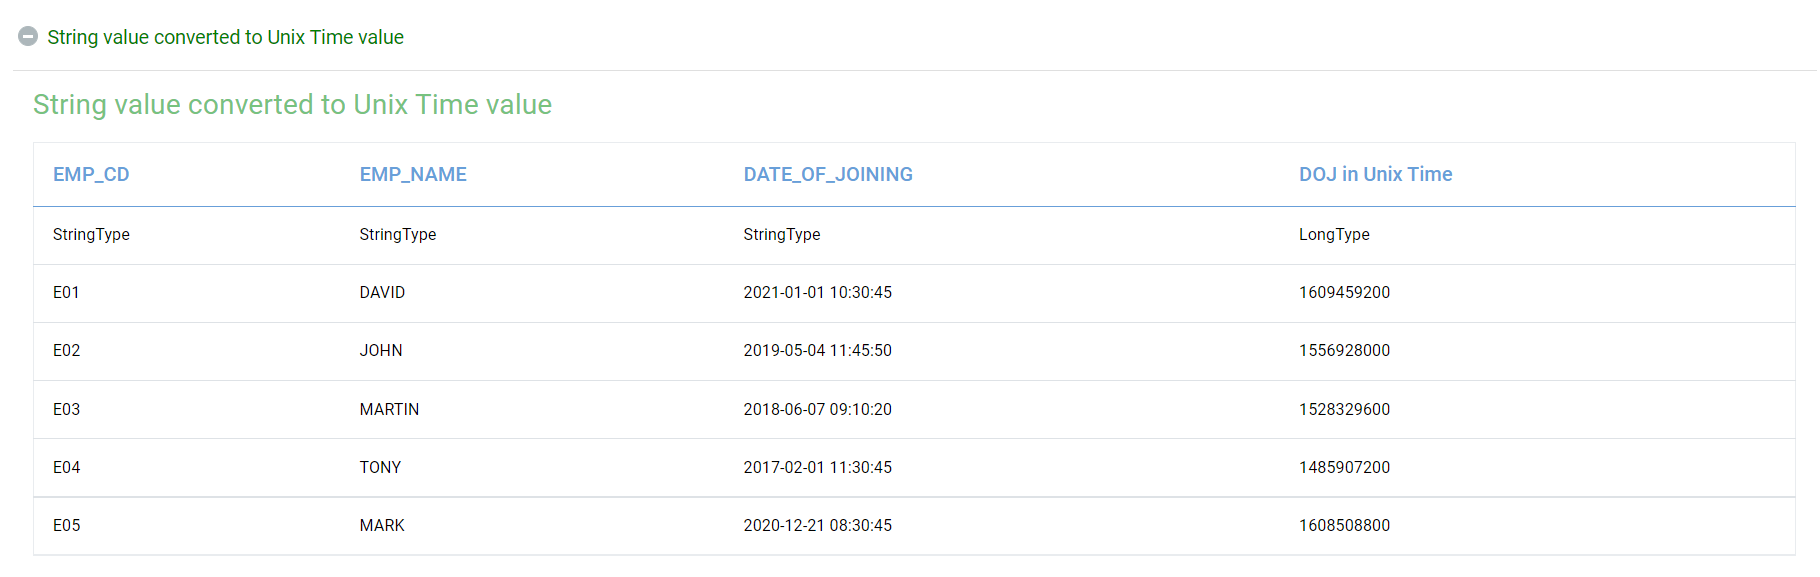 String value converted to Unix Time value
String value converted to Unix Time value
EMP_CD EMP_NAME DATE_OF_JOINING DOJ in Unix Time
StringType StringType StringType LongType
E01 DAVID 2021-01-01 10:30:45 1609459200
E02 JOHN 2019-05-04 11:45:50 1556928000
E03 MARTIN 2018-06-07 09:10:20 1528329600
E04 TONY 2017-02-01 11:30:45 1485907200
E05 MARK 2020-12-21 08:30:45 1608508800